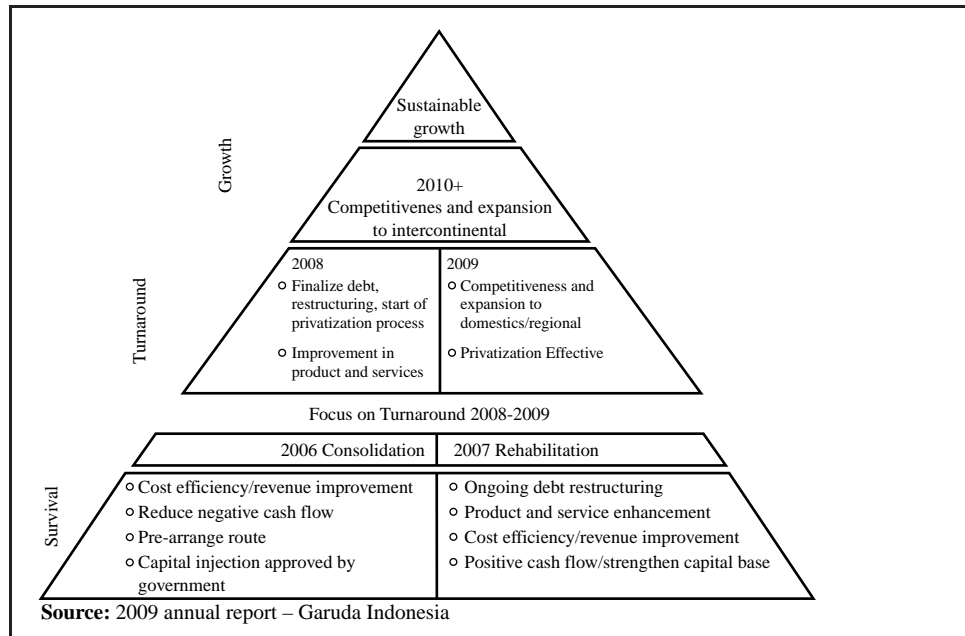 Sustainable
growth
Growth
2010+
Competitivenes and expansion
to intercontinental
Turnaround
2008
Finalize debt,
restructuring, start of
privatization process
Improvement in
product and services
2009
Competitiveness and
expansion to
domestics/regional
Privatization Effective
Focus on Turnaround 2008-2009
2006 Consolidation
2007 Rehabilitation
Survival
Cost efficiency/revenue improvement
Reduce negative cash flow
Pre-arrange route
Capital injection approved by
government
Ongoing debt restructuring
Product and service enhancement
Cost efficiency/revenue improvement
Positive cash flow/strengthen capital base
Source: 2009 annual report – Garuda Indonesia